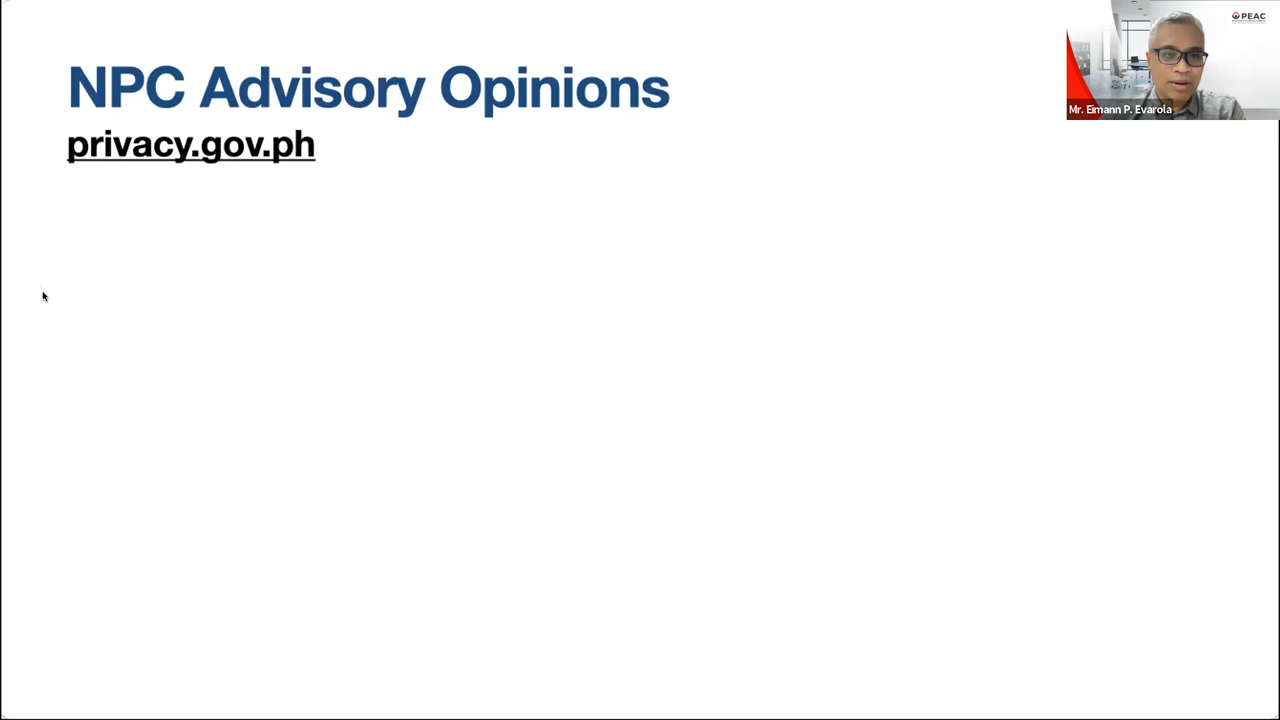 NPC Advisory Opinions
privacy.gov.ph
PEAC
Mr. Eimann P. Evarola